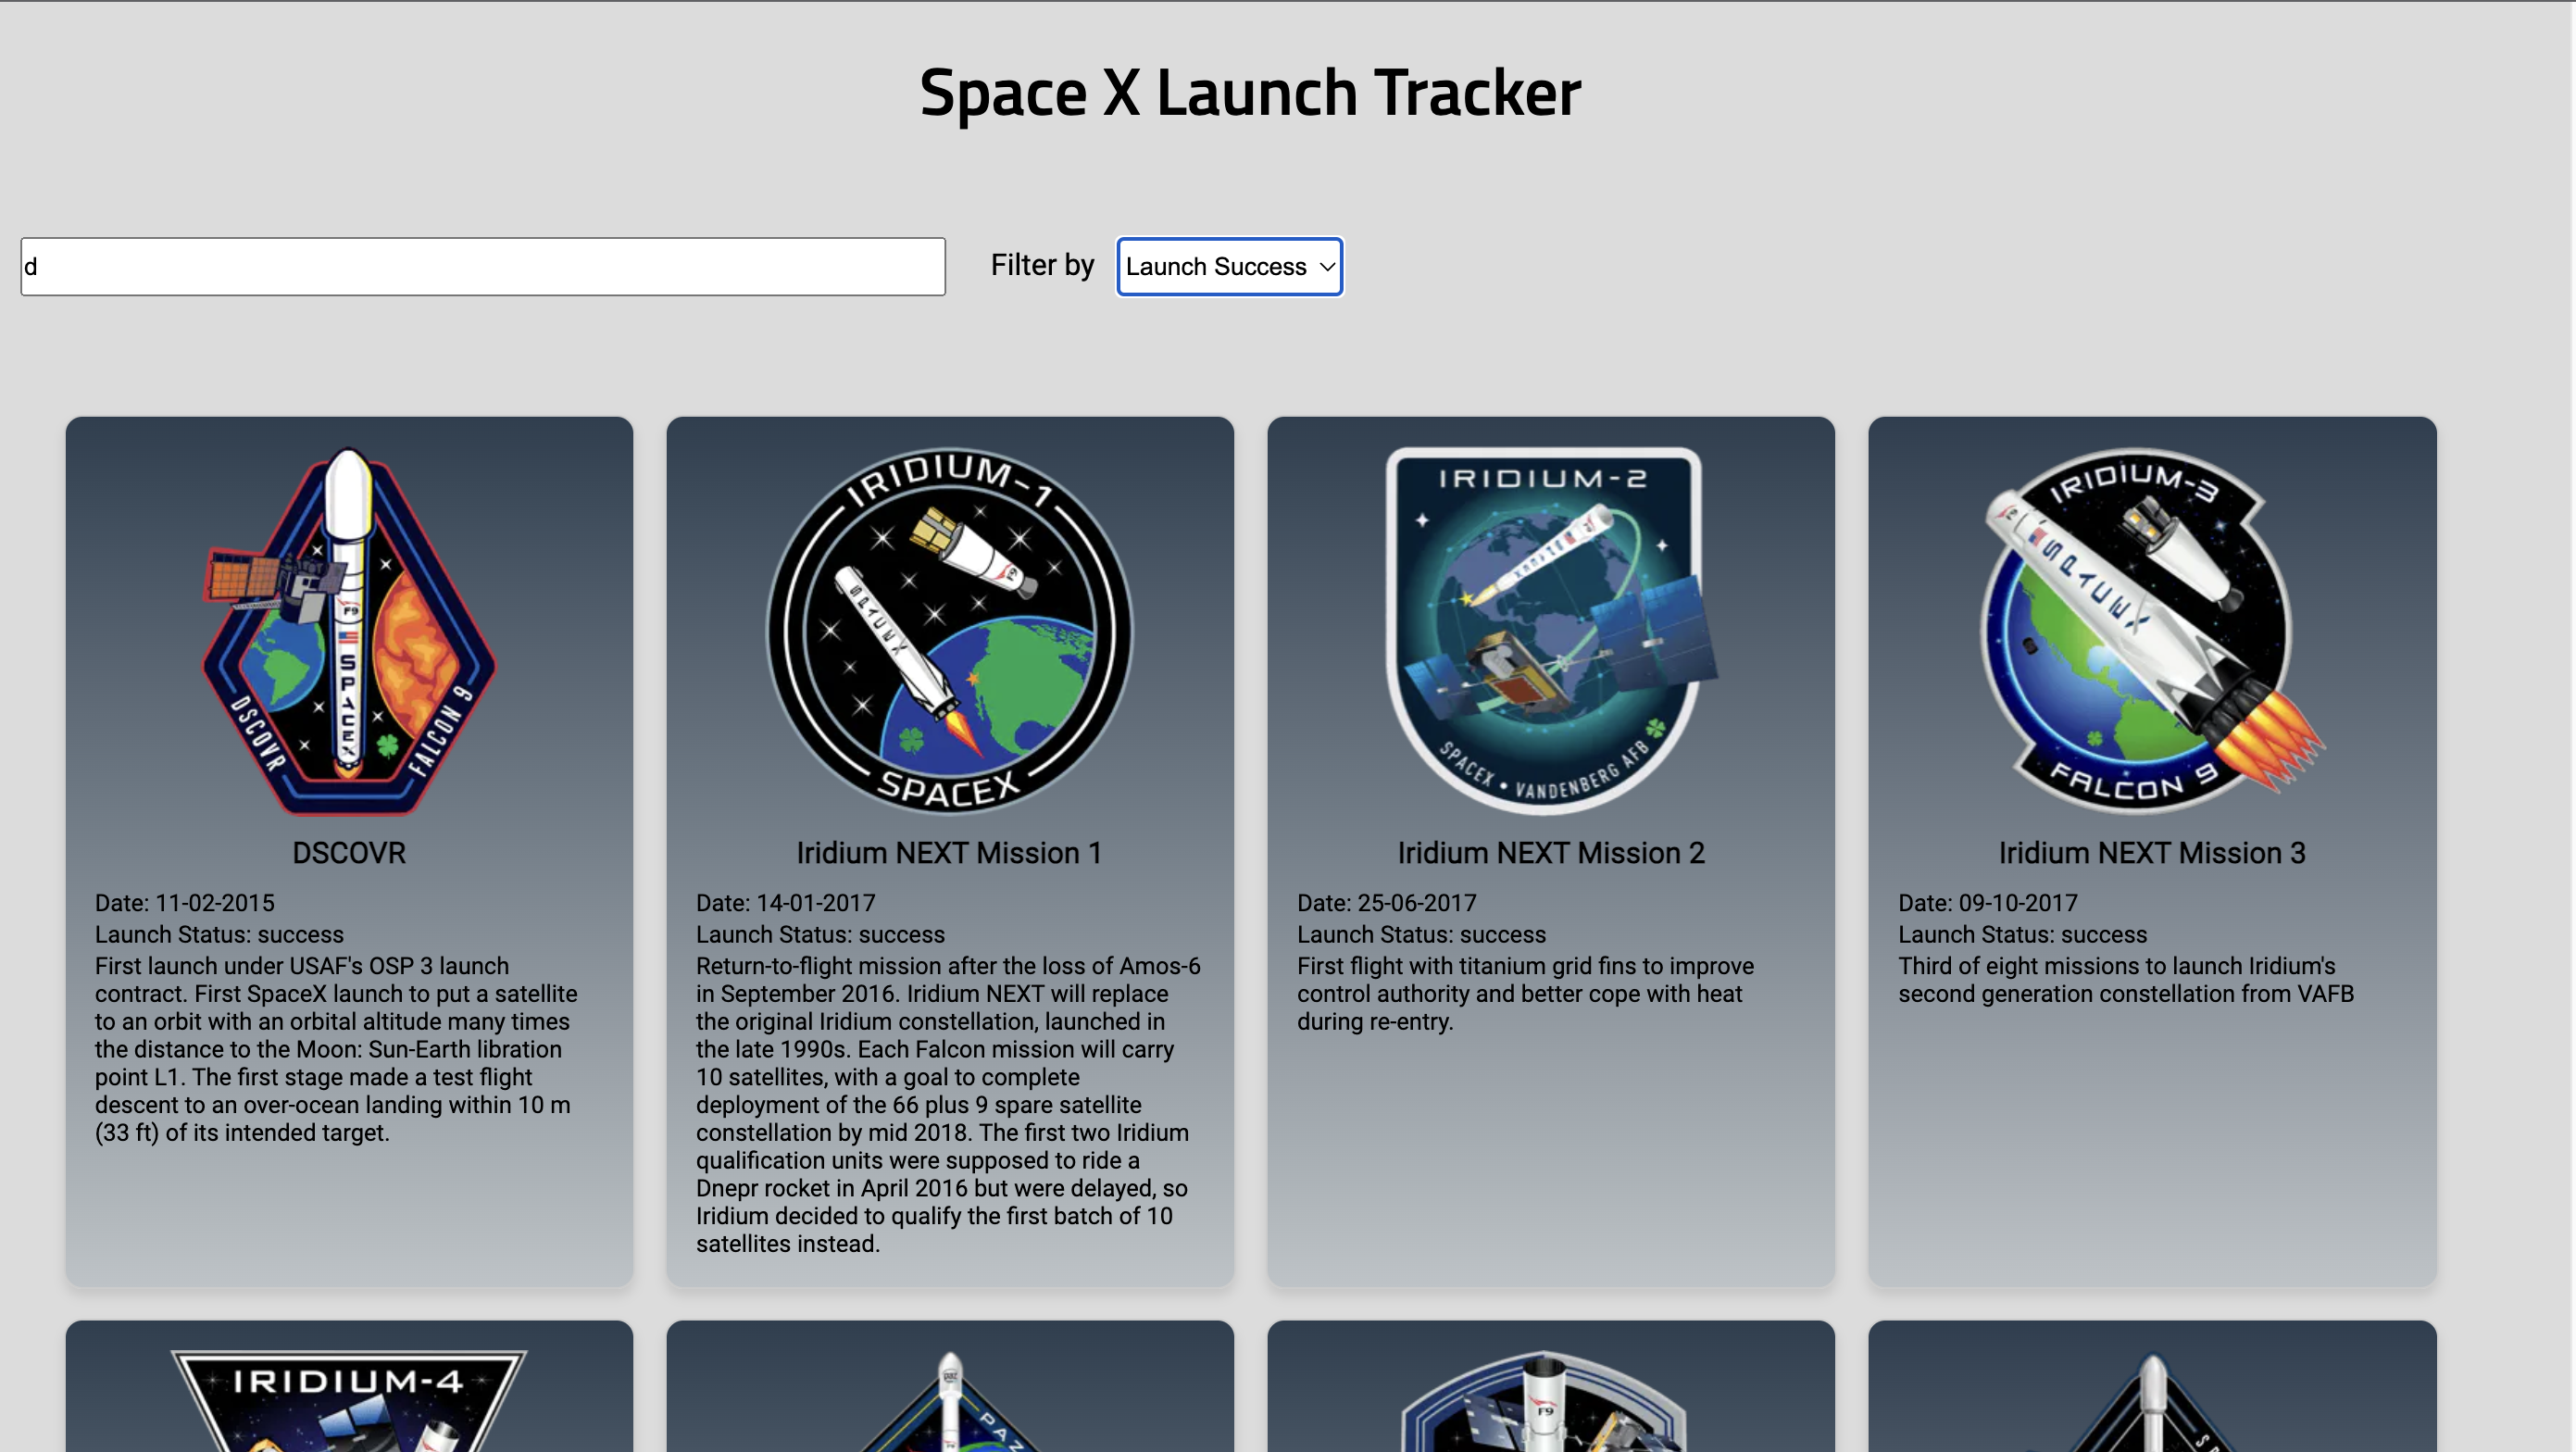 Space X Launch Tracker
d
Filter by
Launch Success
DSCOVR
FALCON 9
F9
SPACEX
DSCOVR
Date: 11-02-2015
Launch Status: success
First launch under USAF's OSP 3 launch
contract. First SpaceX launch to put a satellite
to an orbit with an orbital altitude many times
the distance to the Moon: Sun-Earth libration
point L1. The first stage made a test flight
descent to an over-ocean landing within 10 m
(33 ft) of its intended target.
IRIDIUM-1
F9
SPACEX
SPACEX
Iridium NEXT Mission 1
Date: 14-01-2017
Launch Status: success
Return-to-flight mission after the loss of Amos-6
in September 2016. Iridium NEXT will replace
the original Iridium constellation, launched in
the late 1990s. Each Falcon mission will carry
10 satellites, with a goal to complete
deployment of the 66 plus 9 spare satellite
constellation by mid 2018. The first two Iridium
qualification units were supposed to ride a
Dnepr rocket in April 2016 but were delayed, so
Iridium decided to qualify the first batch of 10
satellites instead.
IRIDIUM-2
SPACEX • VANDENBERG AFB
Iridium NEXT Mission 2
Date: 25-06-2017
Launch Status: success
First flight with titanium grid fins to improve
control authority and better cope with heat
during re-entry.
IRIDIUM-3
F9
SPACEX
FALCON 9
Iridium NEXT Mission 3
Date: 09-10-2017
Launch Status: success
Third of eight missions to launch Iridium's
second generation constellation from VAFB
IRIDIUM-4
PAZ
F9